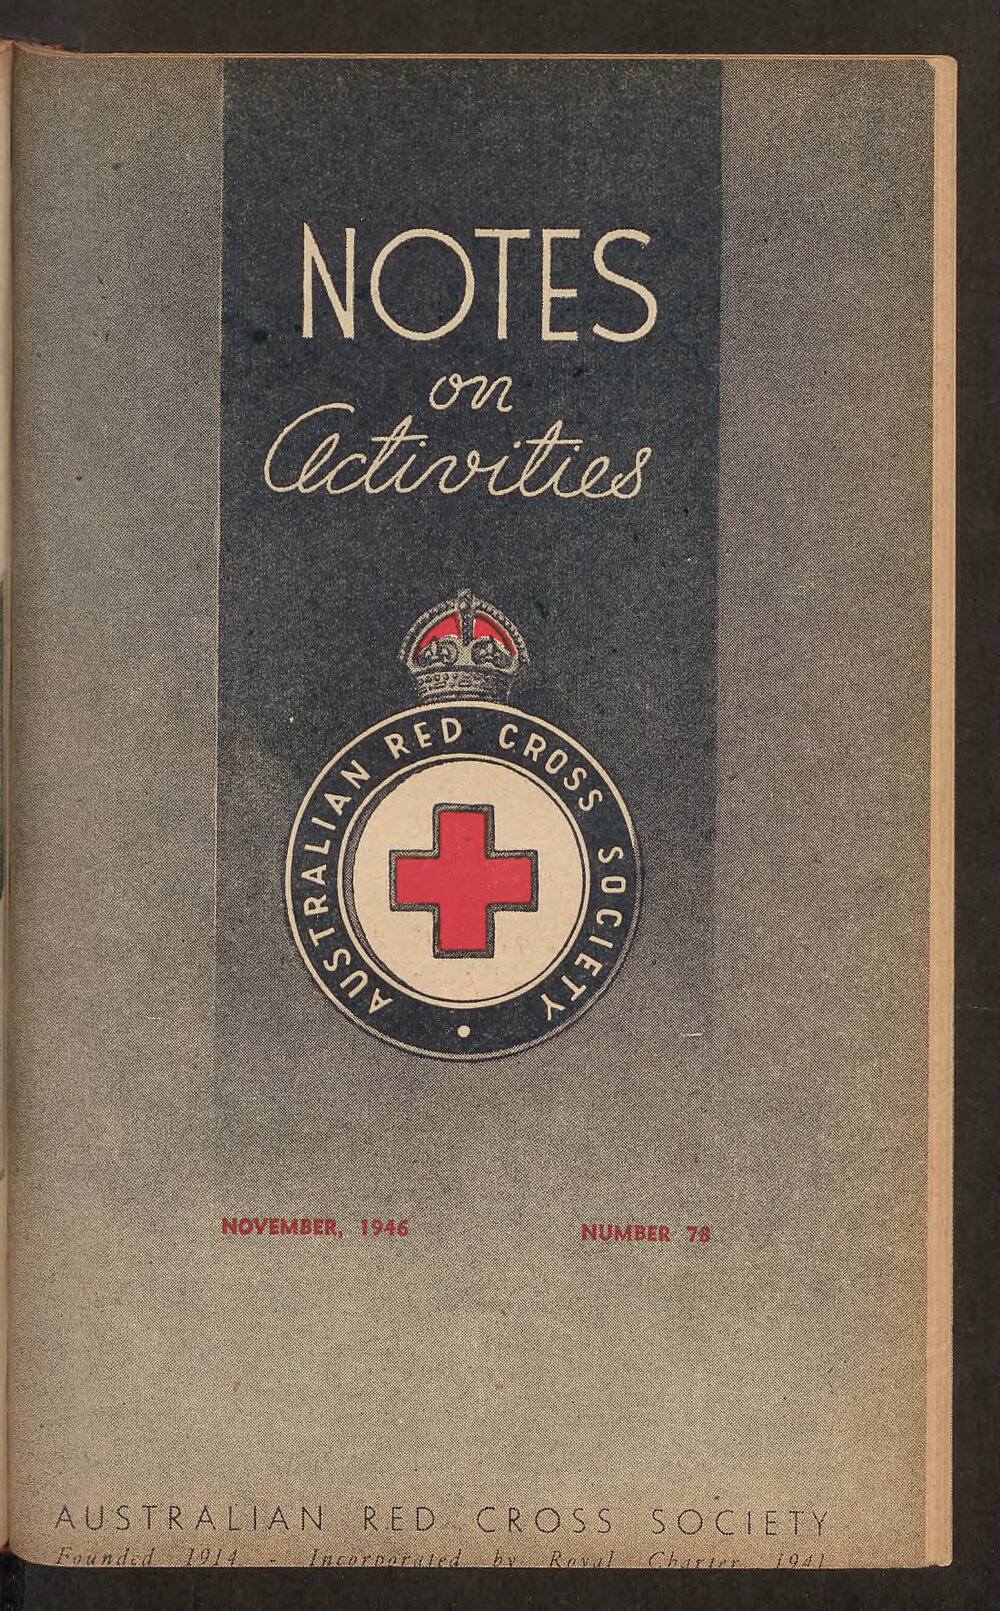 NOTES
on
Activities
AUSTRALIAN RED CROSS SOCIETY
NOVEMBER, 1946 NUMBER 78
AUSTRALIAN RED CROSS SOCIETY
Founded 1914 - Incorporated by Royal Charter 1941